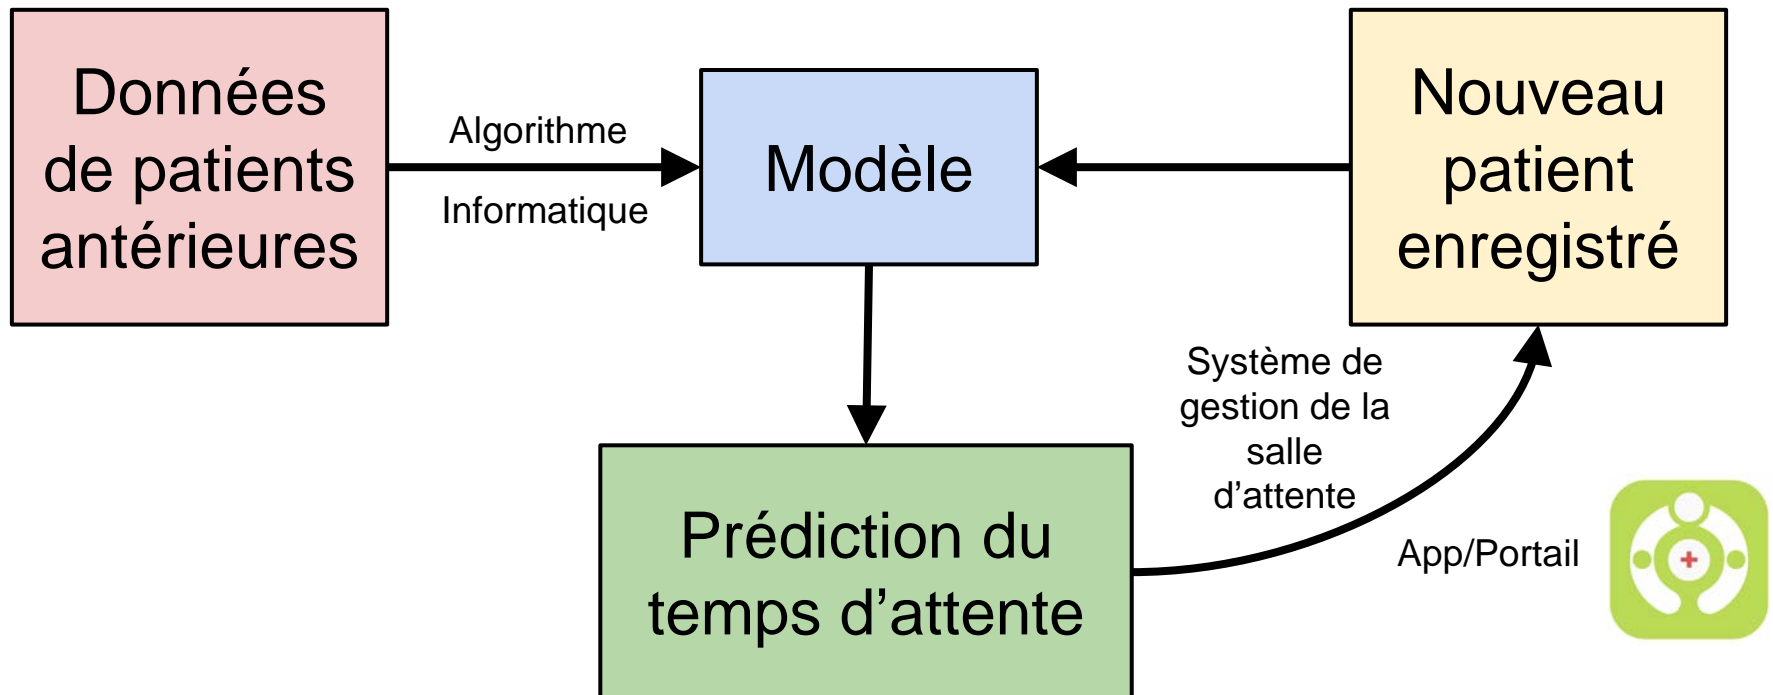 Données
de patients
antérieures
Algorithme
Informatique
Modèle
Nouveau
patient
enregistré
Système de
gestion de la
salle
d’attente
App/Portail
Prédiction du
temps d’attente